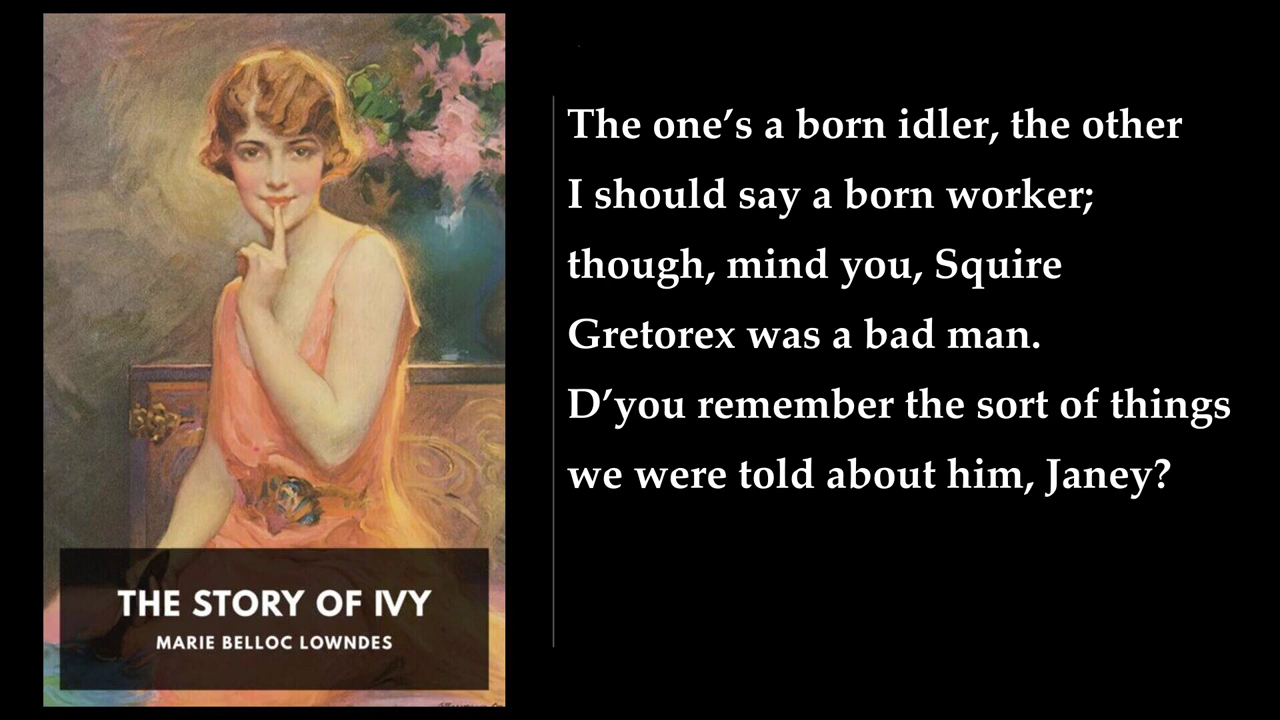 THE STORY OF IVY
MARIE BELLOC LOWNDES
The one’s a born idler, the other
I should say a born worker;
though, mind you, Squire
Gretorex was a bad man.
D’you remember the sort of things
we were told about him, Janey?